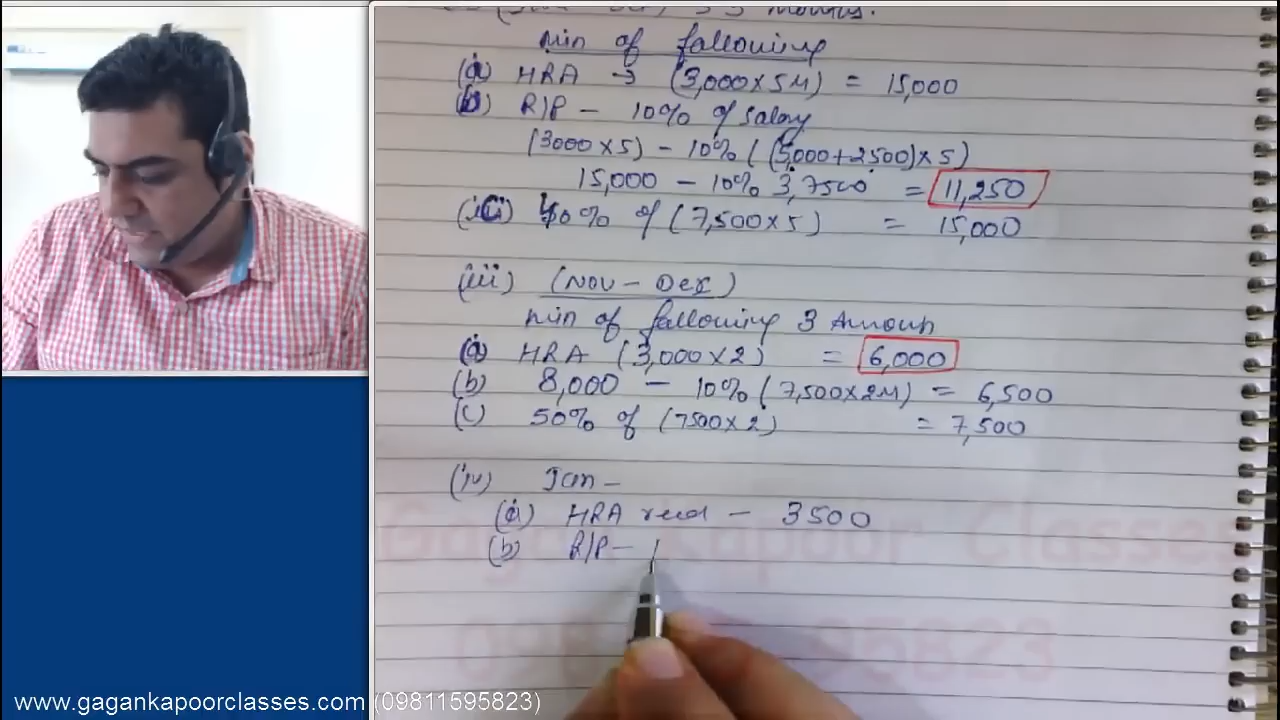 min of following
(a) HRA → (3,000×5M) = 15,000
(b) R/P – 10% of salary
(3000×5) – 10% ((5,000+2500)×5)
15,000 – 10% 3,7500 = 11,250
40% of (7,500×5) = 15,000
(iii) (Nov – Dec)
min of following 3 Amount
(a) HRA (3,000×2) = 6,000
(b) 8,000 – 10% (7,500×2M) = 6,500
(c) 50% of (7500×2) = 7,500
(iv) Jan –
(a) HRA recd – 3500
(b) R/P –
Gagan Kapoor Classes
www.gagankapoorclasses.com (09811595823)